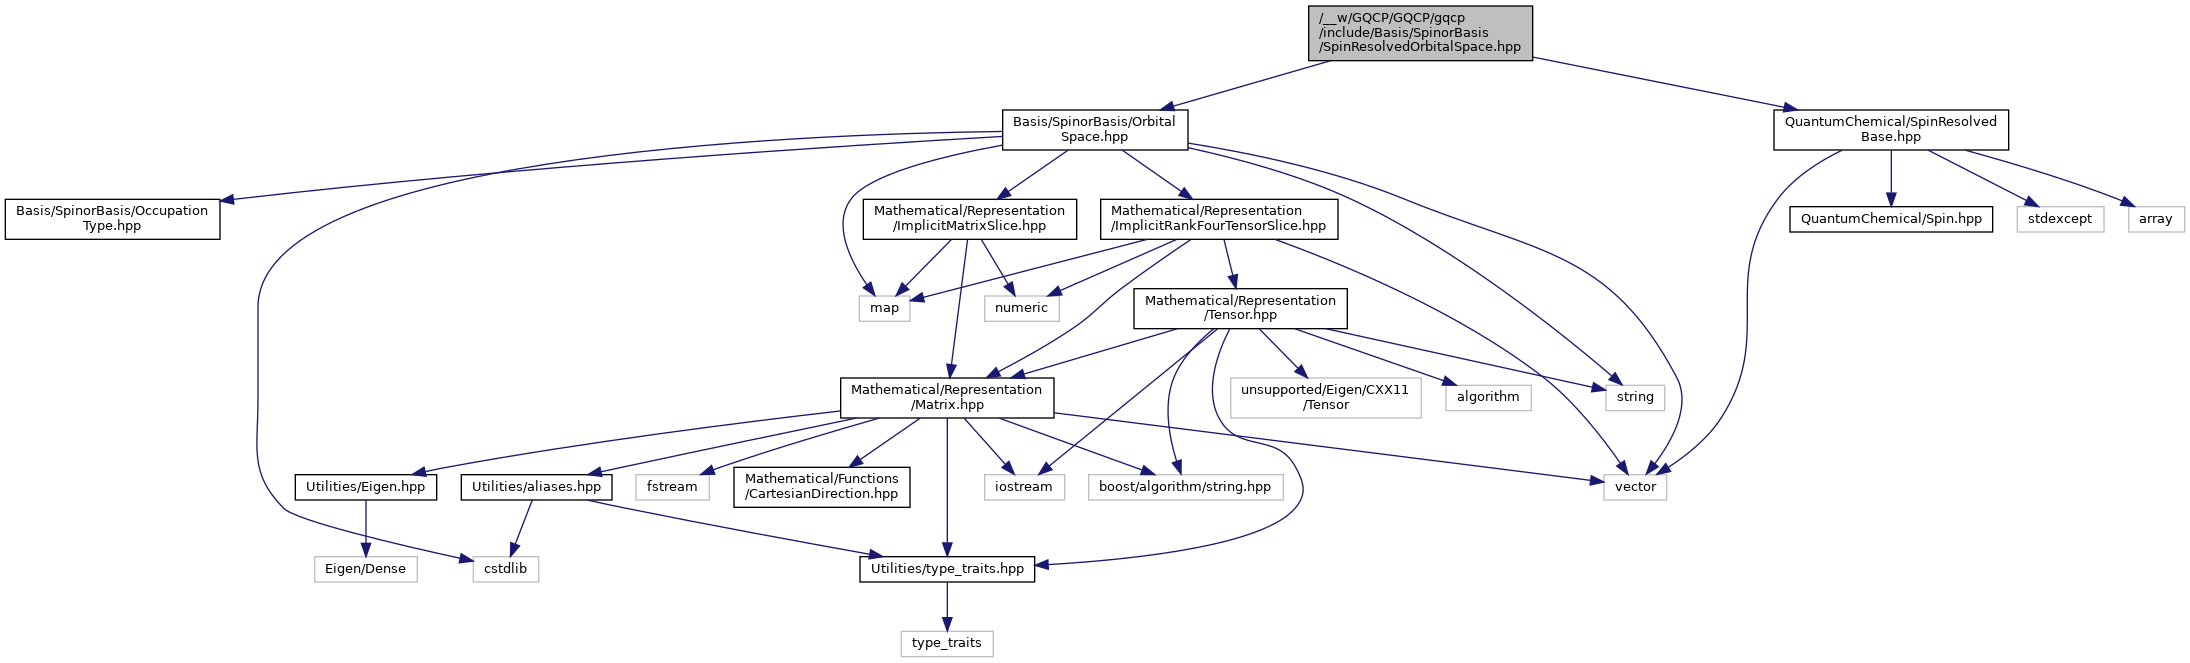 /__w/GQCP/GQCP/gqcp
/include/Basis/SpinorBasis
/SpinResolvedOrbitalSpace.hpp
Basis/SpinorBasis/Orbital
Space.hpp
QuantumChemical/SpinResolved
Base.hpp
Basis/SpinorBasis/Occupation
Type.hpp
Mathematical/Representation
/ImplicitMatrixSlice.hpp
Mathematical/Representation
/ImplicitRankFourTensorSlice.hpp
QuantumChemical/Spin.hpp
stdexcept
array
map
numeric
Mathematical/Representation
/Tensor.hpp
Mathematical/Representation
/Matrix.hpp
unsupported/Eigen/CXX11
/Tensor
algorithm
string
Utilities/Eigen.hpp
Utilities/aliases.hpp
fstream
Mathematical/Functions
/CartesianDirection.hpp
iostream
boost/algorithm/string.hpp
vector
Eigen/Dense
cstdlib
Utilities/type_traits.hpp
type_traits